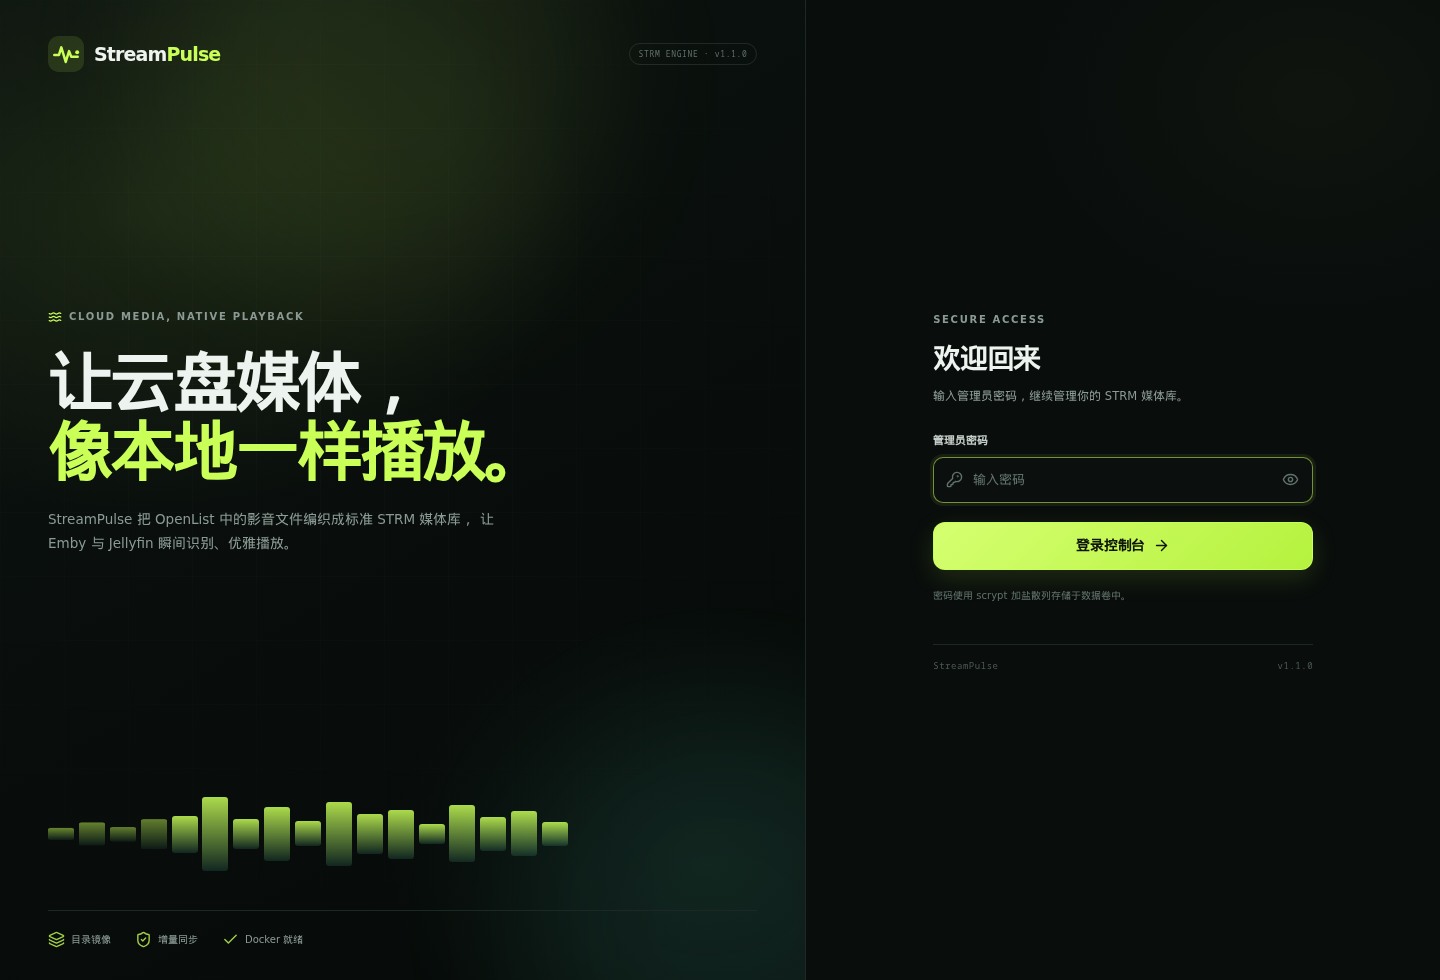 StreamPulse
STRM ENGINE · v1.1.0
CLOUD MEDIA, NATIVE PLAYBACK
让云盘媒体，
像本地一样播放。
StreamPulse 把 OpenList 中的影音文件编织成标准 STRM 媒体库，让
Emby 与 Jellyfin 瞬间识别、优雅播放。
目录镜像
增量同步
Docker 就绪
SECURE ACCESS
欢迎回来
输入管理员密码，继续管理你的 STRM 媒体库。
管理员密码
输入密码
登录控制台
密码使用 scrypt 加盐散列存储于数据卷中。
StreamPulse
v1.1.0